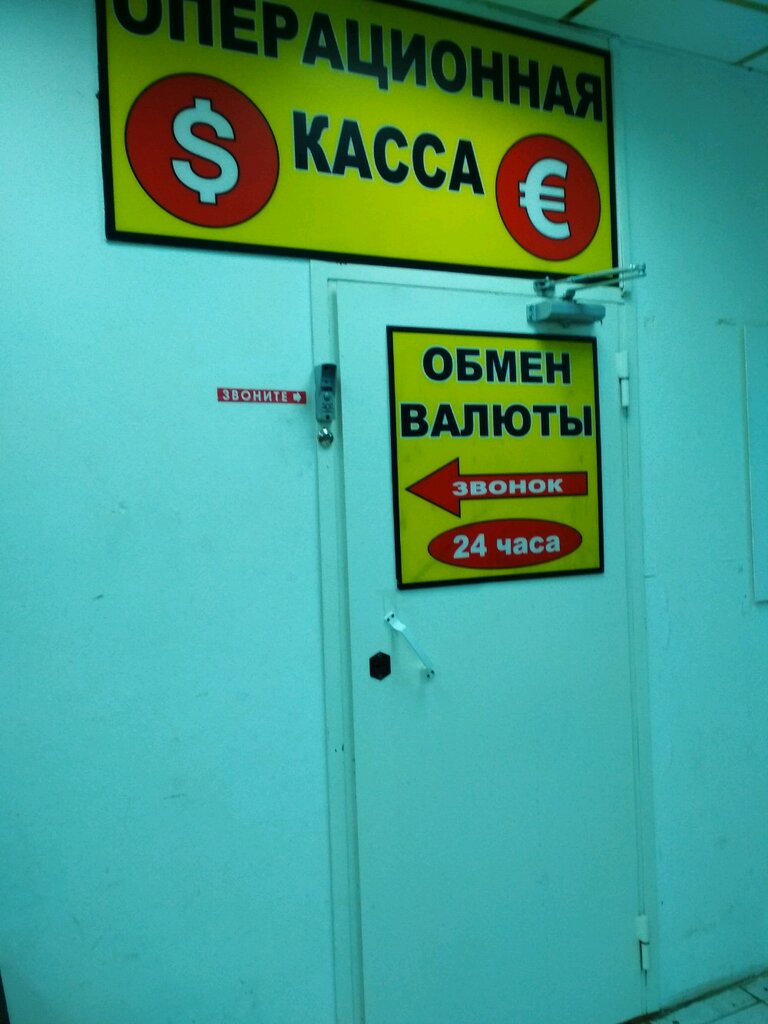 ОПЕРАЦИОННАЯ
$ КАССА €
ЗВОНИТЕ
ОБМЕН
ВАЛЮТЫ
ЗВОНОК
24 часа